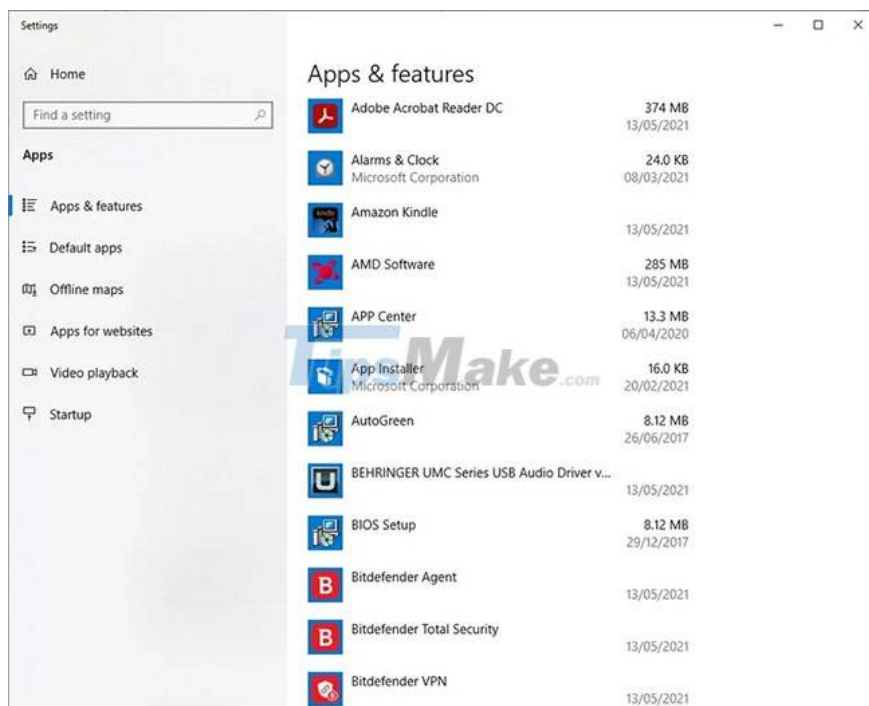 Settings
Home
Find a setting
Apps
Apps & features
Default apps
Offline maps
Apps for websites
Video playback
Startup
Apps & features
Adobe Acrobat Reader DC 374 MB
13/05/2021
Alarms & Clock 24.0 KB
Microsoft Corporation 08/03/2021
Amazon Kindle
13/05/2021
AMD Software 285 MB
13/05/2021
APP Center 13.3 MB
06/04/2020
TipsMake.com
App Installer 16.0 KB
Microsoft Corporation 20/02/2021
AutoGreen 8.12 MB
26/06/2017
BEHRINGER UMC Series USB Audio Driver v...
13/05/2021
BIOS Setup 8.12 MB
29/12/2017
Bitdefender Agent
13/05/2021
Bitdefender Total Security
13/05/2021
Bitdefender VPN
13/05/2021